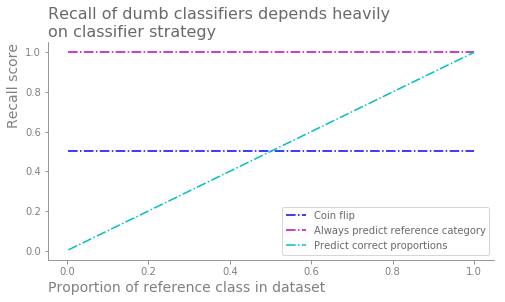 Recall of dumb classifiers depends heavily
on classifier strategy
Recall score
1.0
0.8
0.6
0.4
0.2
0.0
0.0 0.2 0.4 0.6 0.8 1.0
Proportion of reference class in dataset
Coin flip
Always predict reference category
Predict correct proportions